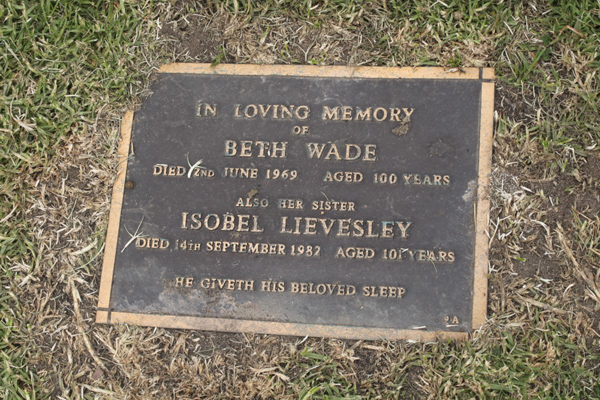 IN LOVING MEMORY
OF
BETH WADE
DIED 2ND JUNE 1969 AGED 100 YEARS
ALSO HER SISTER
ISOBEL LIEVESLEY
DIED 14TH SEPTEMBER 1982 AGED 101 YEARS
HE GIVETH HIS BELOVED SLEEP